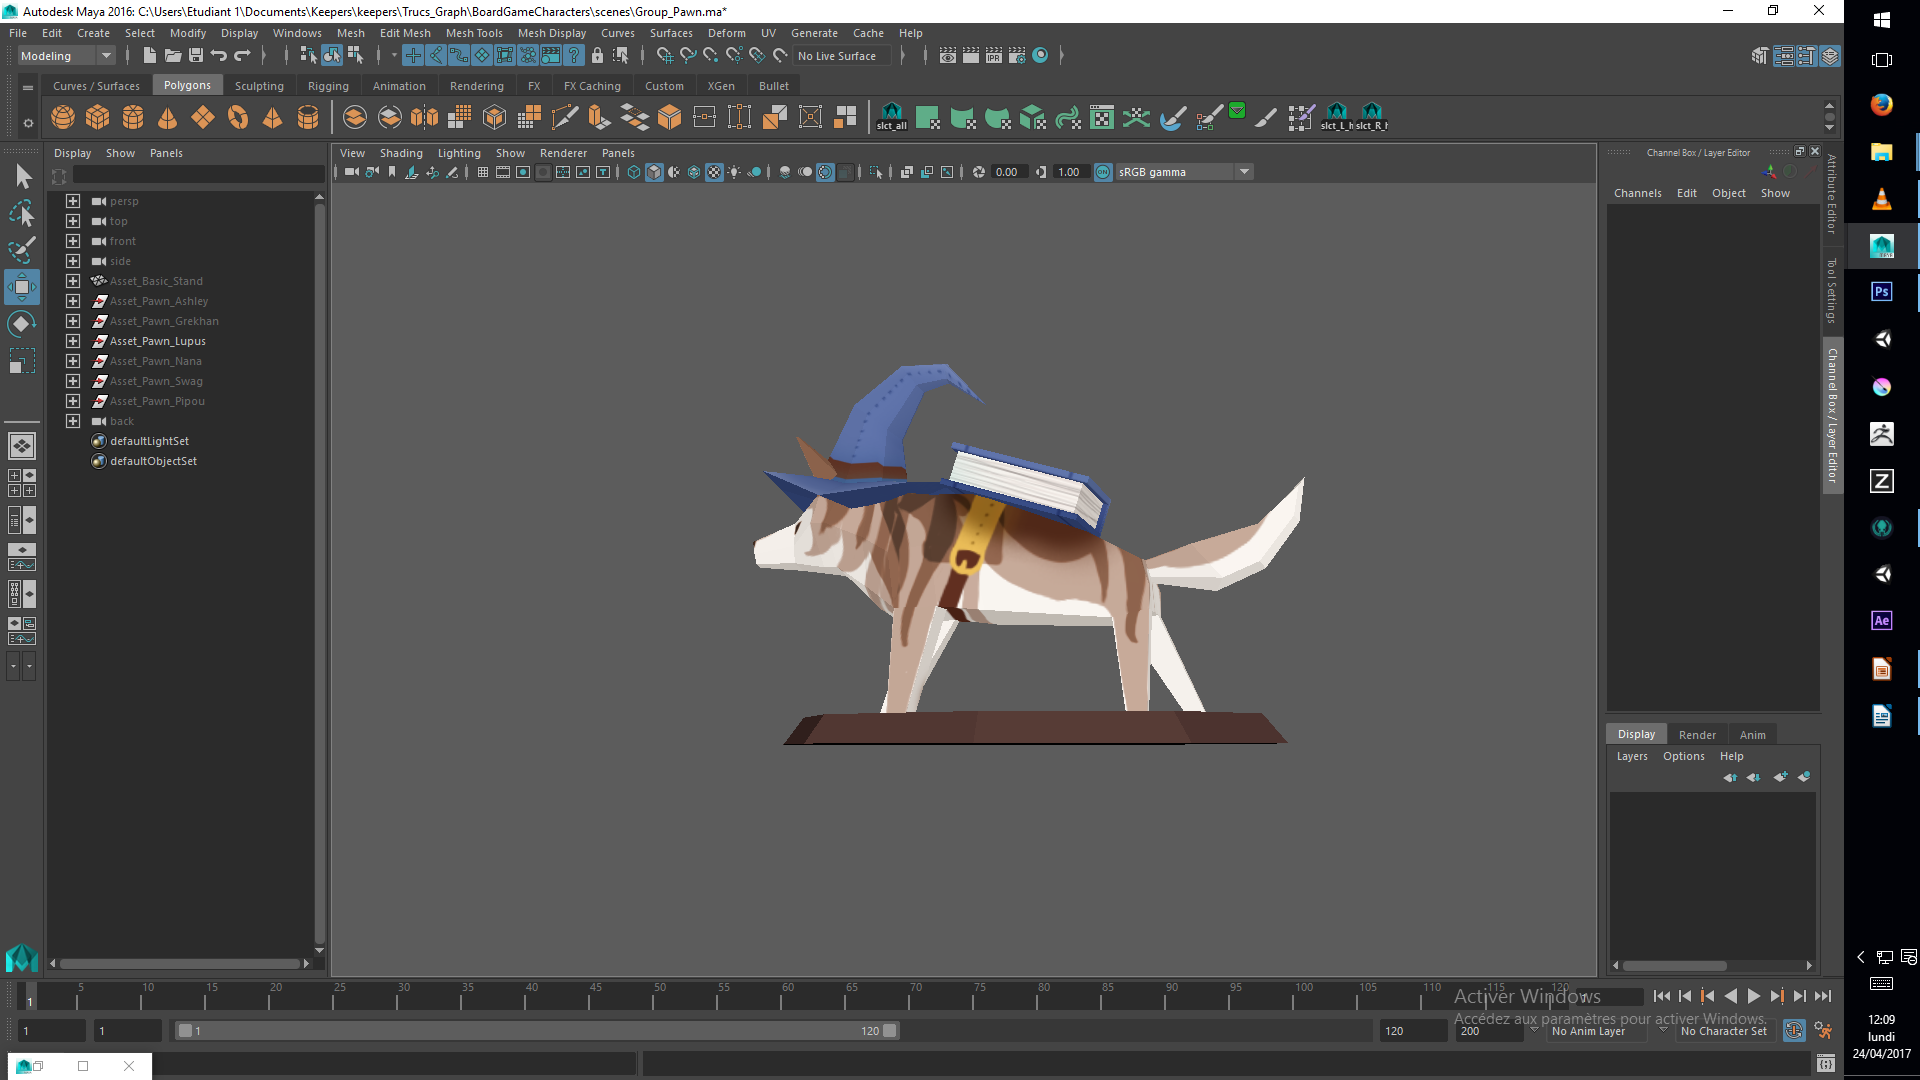 Autodesk Maya 2016: C:\Users\Etudiant 1\Documents\Keepers\keepers\Trucs_Graph\BoardGameCharacters\scenes\Group_Pawn.ma*
File Edit Create Select Modify Display Windows Mesh Edit Mesh Mesh Tools Mesh Display Curves Surfaces Deform UV Generate Cache Help
Modeling No Live Surface
Curves / Surfaces Polygons Sculpting Rigging Animation Rendering FX FX Caching Custom XGen Bullet
slct_all slct_L_h slct_R_h
Display Show Panels
View Shading Lighting Show Renderer Panels
0.00 1.00 ON sRGB gamma
Channel Box / Layer Editor
Channels Edit Object Show
persp
top
front
side
Asset_Basic_Stand
Asset_Pawn_Ashley
Asset_Pawn_Grekhan
Asset_Pawn_Lupus
Asset_Pawn_Nana
Asset_Pawn_Swag
Asset_Pawn_Pipou
back
defaultLightSet
defaultObjectSet
Attribute Editor
Tool Settings
Channel Box / Layer Editor
Ps
Z
Ae
Display Render Anim
Layers Options Help
1 5 10 15 20 25 30 35 40 45 50 55 60 65 70 75 80 85 90 95 100 105 110 115 120
Activer Windows
Accédez aux paramètres pour activer Windows.
1 1 1 120 120 200 No Anim Layer No Character Set
12:09
lundi
24/04/2017